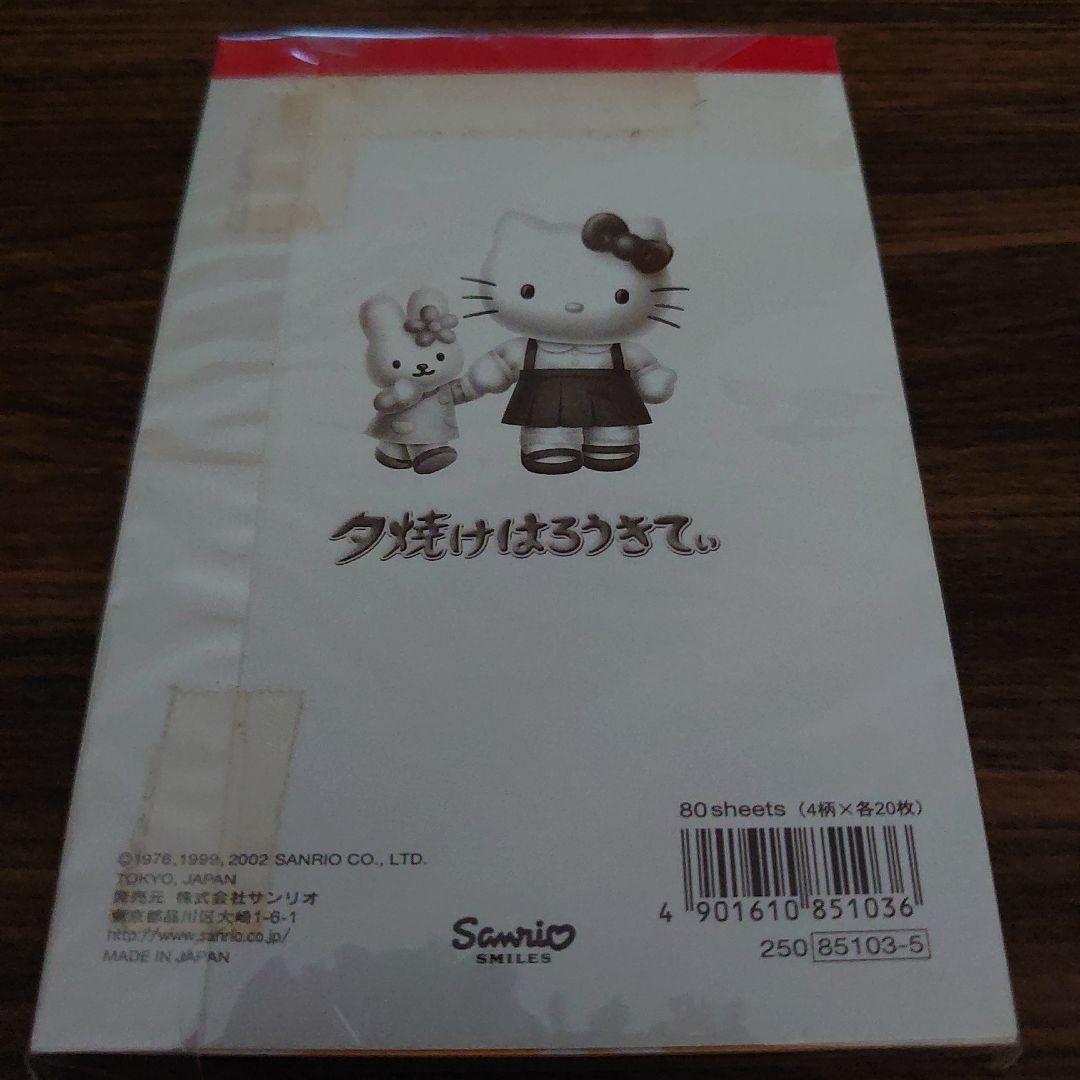 夕焼けはろうきてぃ
80 sheets（4柄×各20枚）
©1976,1999,2002 SANRIO CO., LTD.
TOKYO, JAPAN
発売元 株式会社サンリオ
東京都品川区大崎1-6-1
http://www.sanrio.co.jp/
MADE IN JAPAN
Sanrio
SMILES
4 901610 851036
250 85103-5